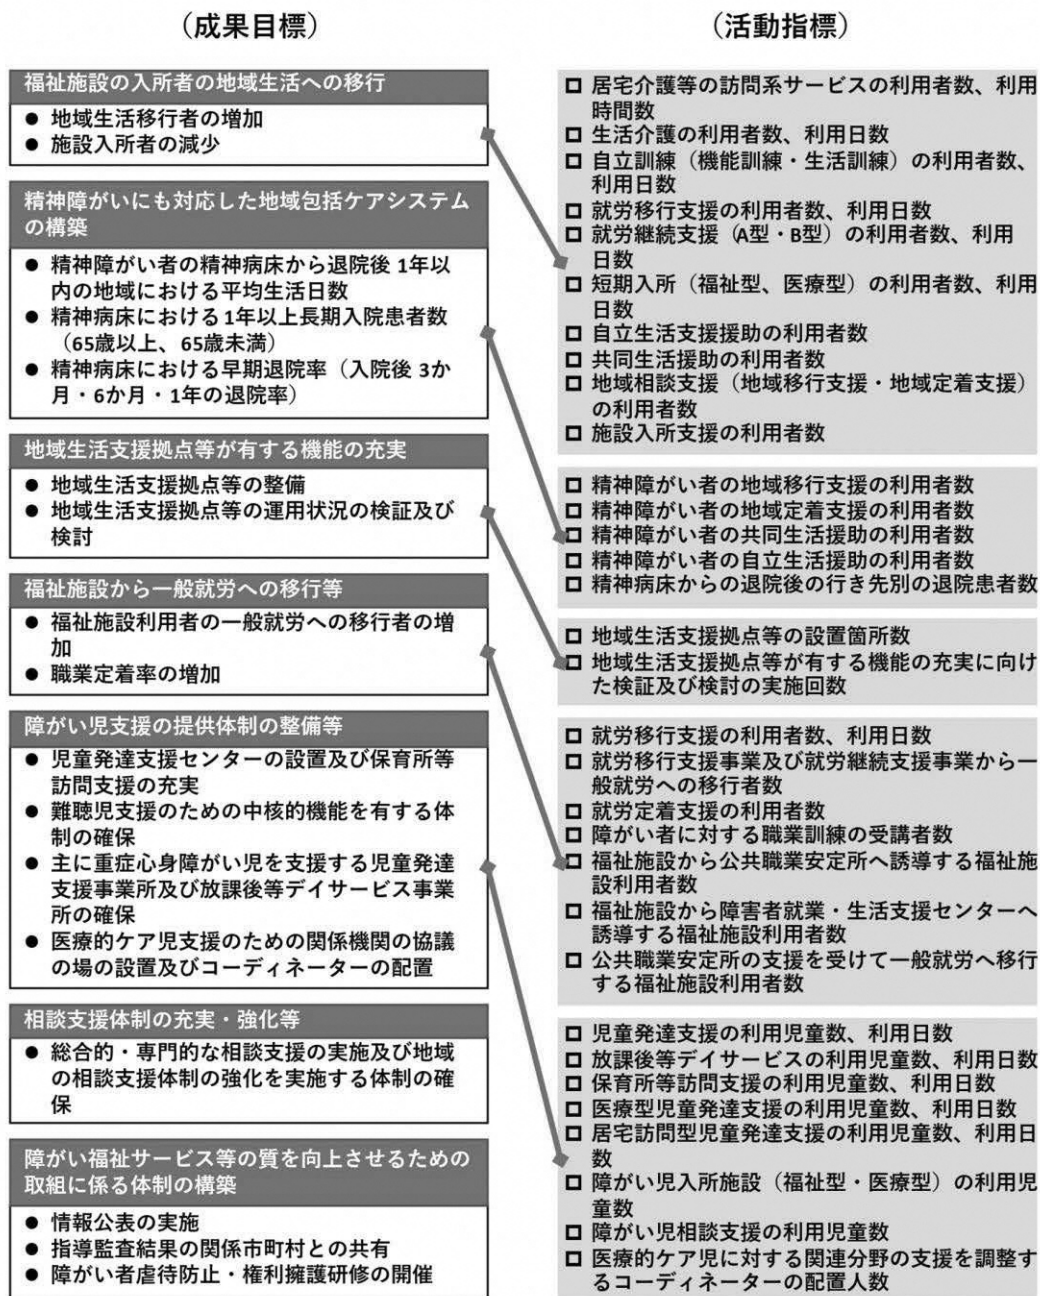 （成果目標）
福祉施設の入所者の地域生活への移行
● 地域生活移行者の増加
● 施設入所者の減少
精神障がいにも対応した地域包括ケアシステム
の構築
● 精神障がい者の精神病床から退院後 1年以
内の地域における平均生活日数
● 精神病床における1年以上長期入院患者数
（65歳以上、65歳未満）
● 精神病床における早期退院率（入院後 3か
月・6か月・1年の退院率）
地域生活支援拠点等が有する機能の充実
● 地域生活支援拠点等の整備
● 地域生活支援拠点等の運用状況の検証及び
検討
福祉施設から一般就労への移行等
● 福祉施設利用者の一般就労への移行者の増
加
● 職業定着率の増加
障がい児支援の提供体制の整備等
● 児童発達支援センターの設置及び保育所等
訪問支援の充実
● 難聴児支援のための中核的機能を有する体
制の確保
● 主に重症心身障がい児を支援する児童発達
支援事業所及び放課後等デイサービス事業
所の確保
● 医療的ケア児支援のための関係機関の協議
の場の設置及びコーディネーターの配置
相談支援体制の充実・強化等
● 総合的・専門的な相談支援の実施及び地域
の相談支援体制の強化を実施する体制の確
保
障がい福祉サービス等の質を向上させるための
取組に係る体制の構築
● 情報公表の実施
● 指導監査結果の関係市町村との共有
● 障がい者虐待防止・権利擁護研修の開催
（活動指標）
□ 居宅介護等の訪問系サービスの利用者数、利用
時間数
□ 生活介護の利用者数、利用日数
□ 自立訓練（機能訓練・生活訓練）の利用者数、
利用日数
□ 就労移行支援の利用者数、利用日数
□ 就労継続支援（A型・B型）の利用者数、利用
日数
□ 短期入所（福祉型、医療型）の利用者数、利用
日数
□ 自立生活支援援助の利用者数
□ 共同生活援助の利用者数
□ 地域相談支援（地域移行支援・地域定着支援）
の利用者数
□ 施設入所支援の利用者数
□ 精神障がい者の地域移行支援の利用者数
□ 精神障がい者の地域定着支援の利用者数
□ 精神障がい者の共同生活援助の利用者数
□ 精神障がい者の自立生活援助の利用者数
□ 精神病床からの退院後の行き先別の退院患者数
□ 地域生活支援拠点等の設置箇所数
□ 地域生活支援拠点等が有する機能の充実に向け
た検証及び検討の実施回数
□ 就労移行支援の利用者数、利用日数
□ 就労移行支援事業及び就労継続支援事業から一
般就労への移行者数
□ 就労定着支援の利用者数
□ 障がい者に対する職業訓練の受講者数
□ 福祉施設から公共職業安定所へ誘導する福祉施
設利用者数
□ 福祉施設から障害者就業・生活支援センターへ
誘導する福祉施設利用者数
□ 公共職業安定所の支援を受けて一般就労へ移行
する福祉施設利用者数
□ 児童発達支援の利用児童数、利用日数
□ 放課後等デイサービスの利用児童数、利用日数
□ 保育所等訪問支援の利用児童数、利用日数
□ 医療型児童発達支援の利用児童数、利用日数
□ 居宅訪問型児童発達支援の利用児童数、利用日
数
□ 障がい児入所施設（福祉型・医療型）の利用児
童数
□ 障がい児相談支援の利用児童数
□ 医療的ケア児に対する関連分野の支援を調整す
るコーディネーターの配置人数